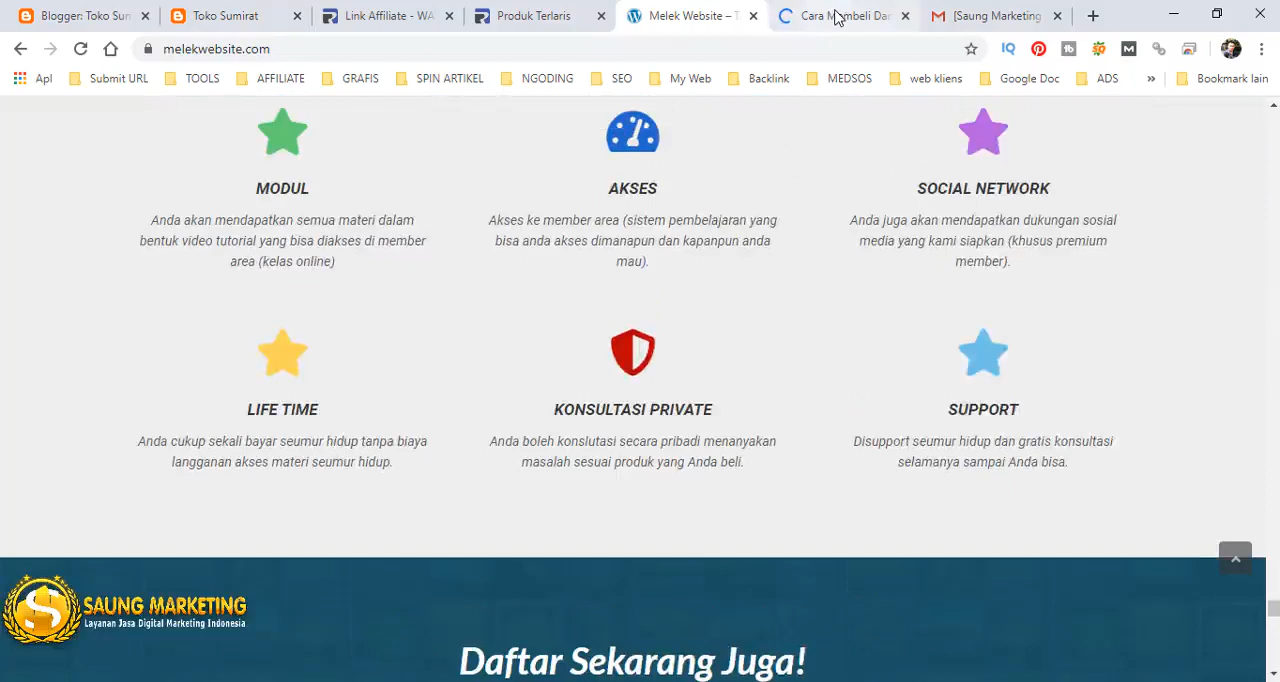 Blogger: Toko Sun
Toko Sumirat
Link Affiliate - WA
Produk Terlaris
Melek Website – T
[Saung Marketing
melekwebsite.com
Apl
Submit URL
TOOLS
AFFILIATE
GRAFIS
SPIN ARTIKEL
NGODING
SEO
My Web
Backlink
MEDSOS
web kliens
Google Doc
ADS
Bookmark lain
MODUL
Anda akan mendapatkan semua materi dalam
bentuk video tutorial yang bisa diakses di member
area (kelas online)
AKSES
Akses ke member area (sistem pembelajaran yang
bisa anda akses dimanapun dan kapanpun anda
mau).
SOCIAL NETWORK
Anda juga akan mendapatkan dukungan sosial
media yang kami siapkan (khusus premium
member).
LIFE TIME
Anda cukup sekali bayar seumur hidup tanpa biaya
langganan akses materi seumur hidup.
KONSULTASI PRIVATE
Anda boleh konslutasi secara pribadi menanyakan
masalah sesuai produk yang Anda beli.
SUPPORT
Disupport seumur hidup dan gratis konsultasi
selamanya sampai Anda bisa.
SAUNG MARKETING
Layanan Jasa Digital Marketing Indonesia
Daftar Sekarang Juga!